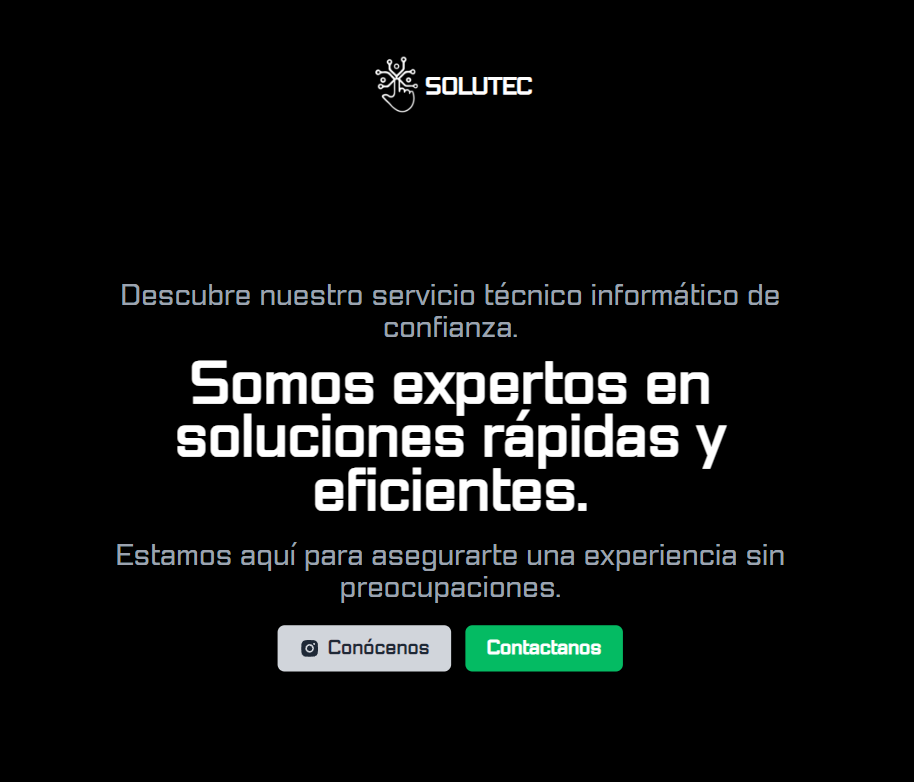 SOLUTEC
Descubre nuestro servicio técnico informático de
confianza.
Somos expertos en
soluciones rápidas y
eficientes.
Estamos aquí para asegurarte una experiencia sin
preocupaciones.
Conócenos
Contactanos